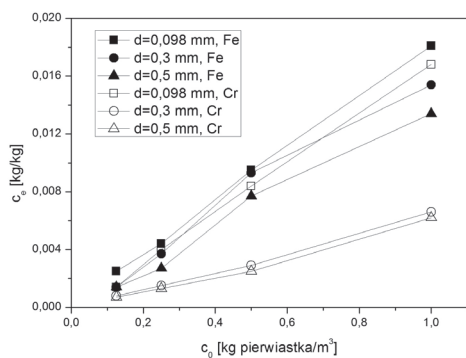 0,020
0,016
0,012
0,008
0,004
0,000
c_e [kg/kg]
d=0,098 mm, Fe
d=0,3 mm, Fe
d=0,5 mm, Fe
d=0,098 mm, Cr
d=0,3 mm, Cr
d=0,5 mm, Cr
0,0 0,2 0,4 0,6 0,8 1,0
c_0 [kg pierwiastka/m³]